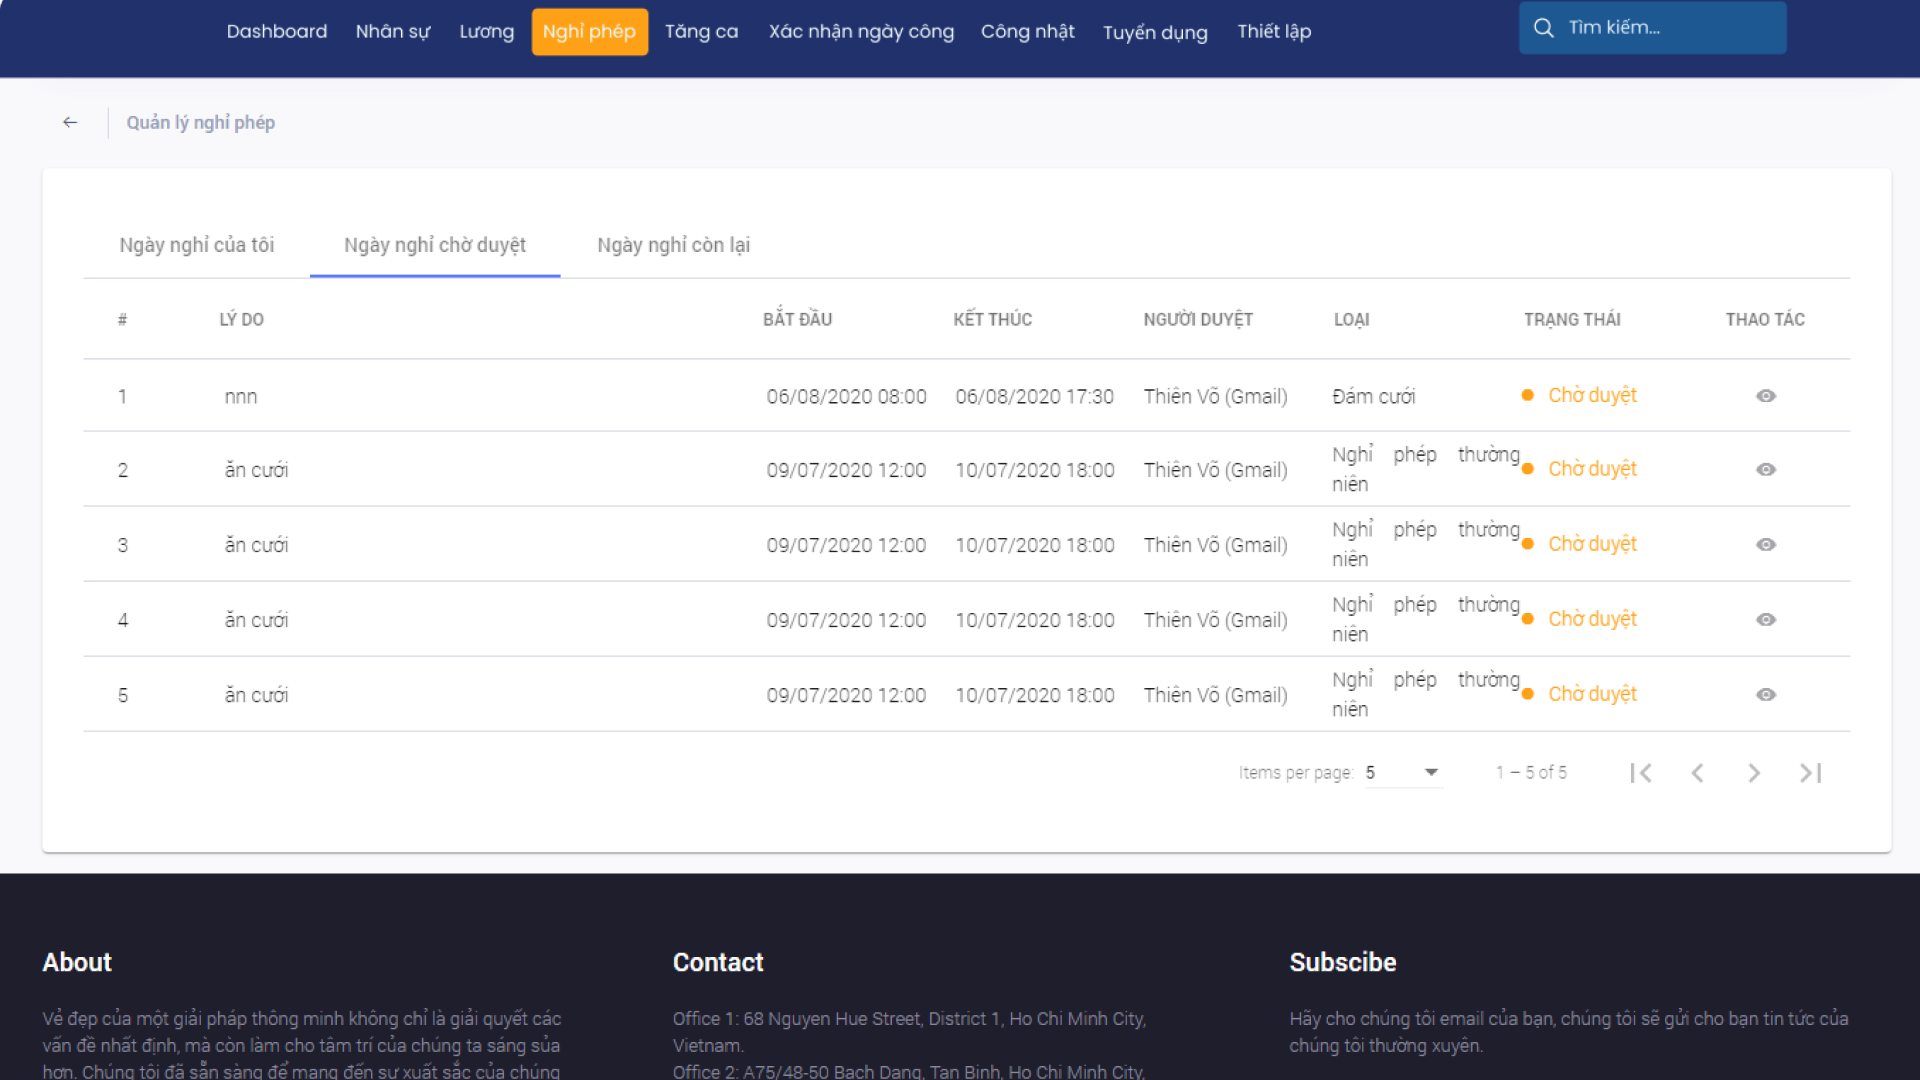 Dashboard Nhân sự Lương Nghỉ phép Tăng ca Xác nhận ngày công Công nhật Tuyển dụng Thiết lập Tìm kiếm...
Quản lý nghỉ phép
Ngày nghỉ của tôi Ngày nghỉ chờ duyệt Ngày nghỉ còn lại
# LÝ DO BẮT ĐẦU KẾT THÚC NGƯỜI DUYỆT LOẠI TRẠNG THÁI THAO TÁC
1 nnn 06/08/2020 08:00 06/08/2020 17:30 Thiên Võ (Gmail) Đám cưới Chờ duyệt
2 ăn cưới 09/07/2020 12:00 10/07/2020 18:00 Thiên Võ (Gmail) Nghỉ phép thường Chờ duyệt
niên
3 ăn cưới 09/07/2020 12:00 10/07/2020 18:00 Thiên Võ (Gmail) Nghỉ phép thường Chờ duyệt
niên
4 ăn cưới 09/07/2020 12:00 10/07/2020 18:00 Thiên Võ (Gmail) Nghỉ phép thường Chờ duyệt
niên
5 ăn cưới 09/07/2020 12:00 10/07/2020 18:00 Thiên Võ (Gmail) Nghỉ phép thường Chờ duyệt
niên
Items per page: 5 1 – 5 of 5
About
Vẻ đẹp của một giải pháp thông minh không chỉ là giải quyết các
vấn đề nhất định, mà còn làm cho tâm trí của chúng ta sáng sủa
hơn. Chúng tôi đã sẵn sàng để mang đến sự xuất sắc của chúng
Contact
Office 1: 68 Nguyen Hue Street, District 1, Ho Chi Minh City,
Vietnam.
Office 2: A75/48-50 Bach Dang, Tan Binh, Ho Chi Minh City,
Subscibe
Hãy cho chúng tôi email của bạn, chúng tôi sẽ gửi cho bạn tin tức của
chúng tôi thường xuyên.